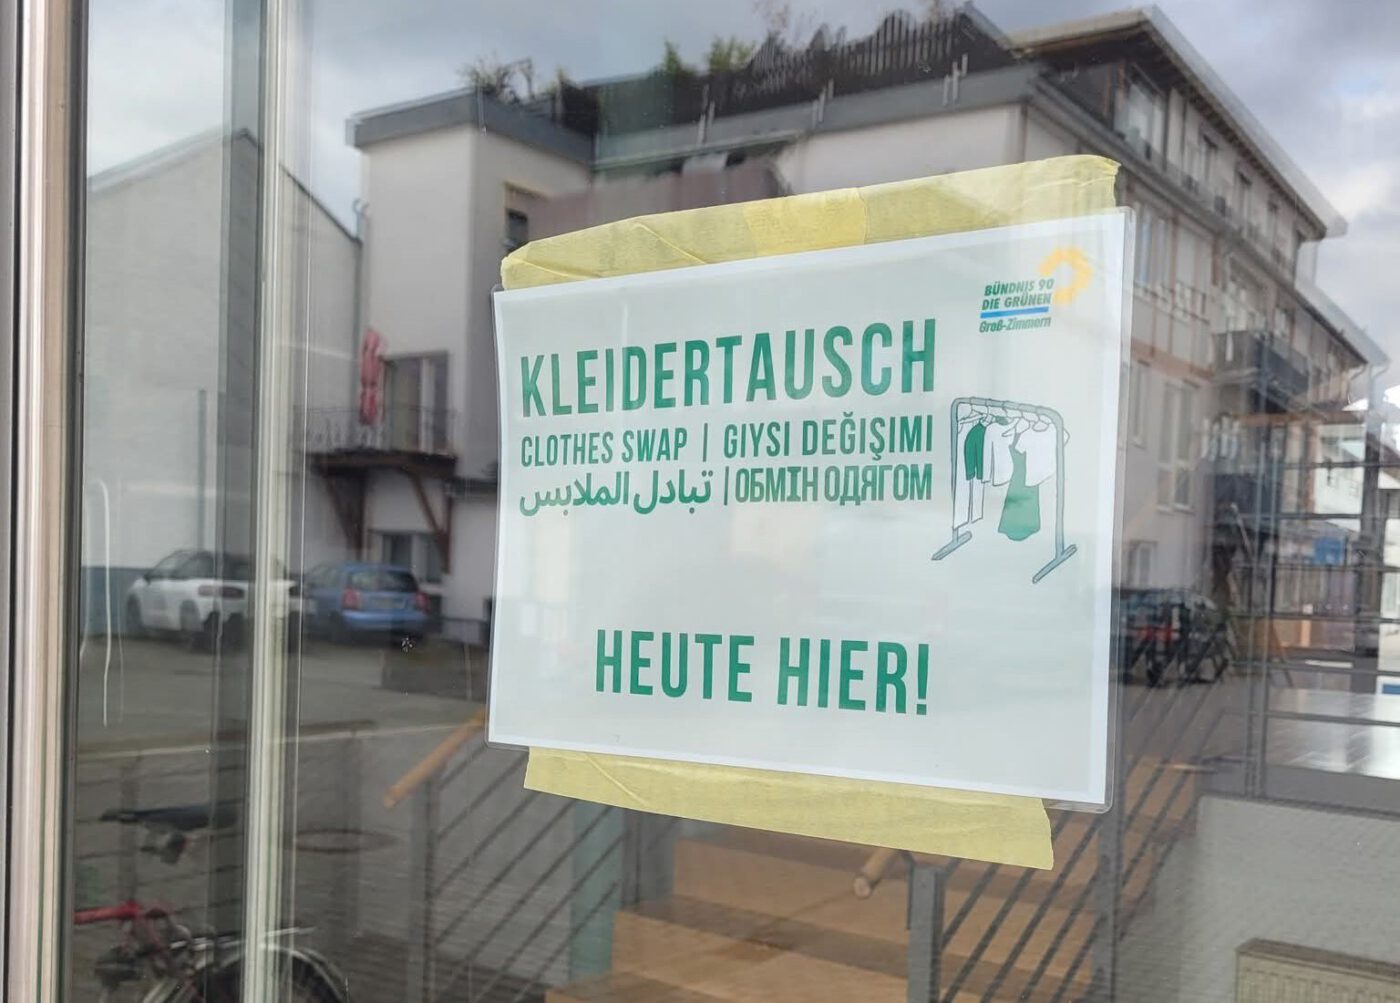 BÜNDNIS 90
DIE GRÜNEN
Groß-Zimmern
KLEIDERTAUSCH
CLOTHES SWAP | GIYSI DEĞIŞIMI
تبادل الملابس | ОБМІН ОДЯГОМ
HEUTE HIER!